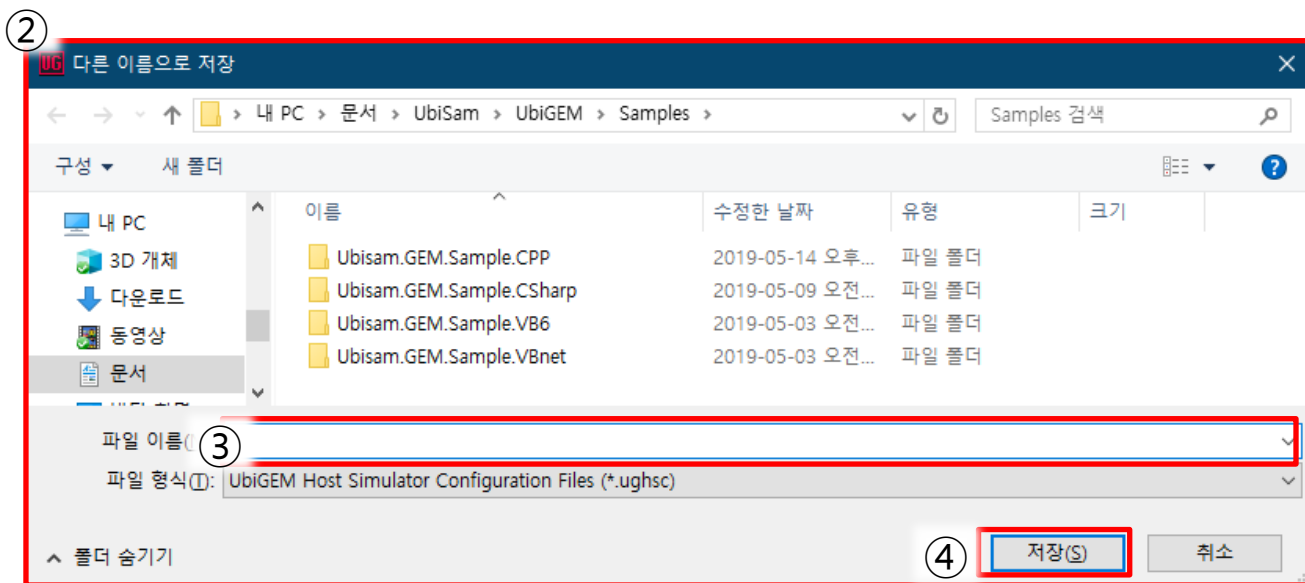 ②
UG 다른 이름으로 저장
내 PC > 문서 > UbiSam > UbiGEM > Samples > Samples 검색
구성 새 폴더
이름 수정한 날짜 유형 크기
내 PC
3D 개체
다운로드
동영상
문서
Ubisam.GEM.Sample.CPP 2019-05-14 오후... 파일 폴더
Ubisam.GEM.Sample.CSharp 2019-05-09 오전... 파일 폴더
Ubisam.GEM.Sample.VB6 2019-05-03 오전... 파일 폴더
Ubisam.GEM.Sample.VBnet 2019-05-03 오전... 파일 폴더
파일 이름( ③
파일 형식(T): UbiGEM Host Simulator Configuration Files (*.ughsc)
폴더 숨기기 ④ 저장(S) 취소